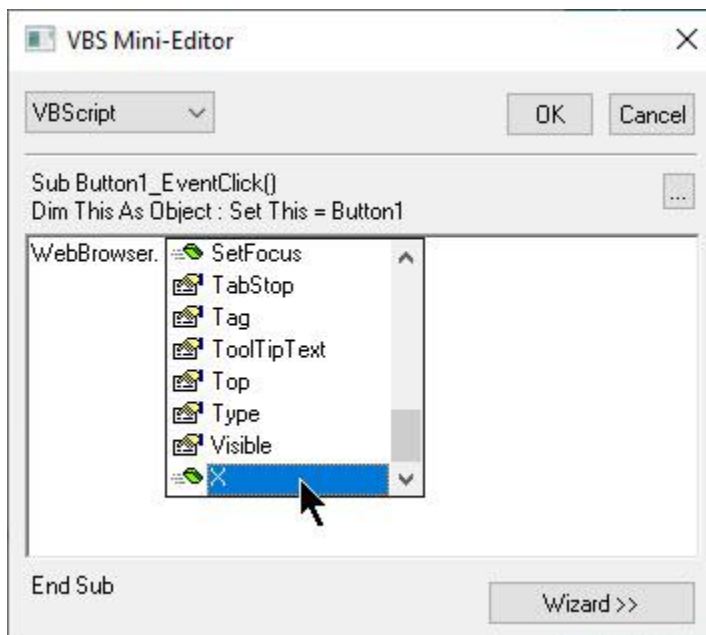 VBS Mini-Editor
VBScript
OK
Cancel
Sub Button1_EventClick()
Dim This As Object : Set This = Button1
...
WebBrowser.
SetFocus
TabStop
Tag
ToolTipText
Top
Type
Visible
X
End Sub
Wizard >>